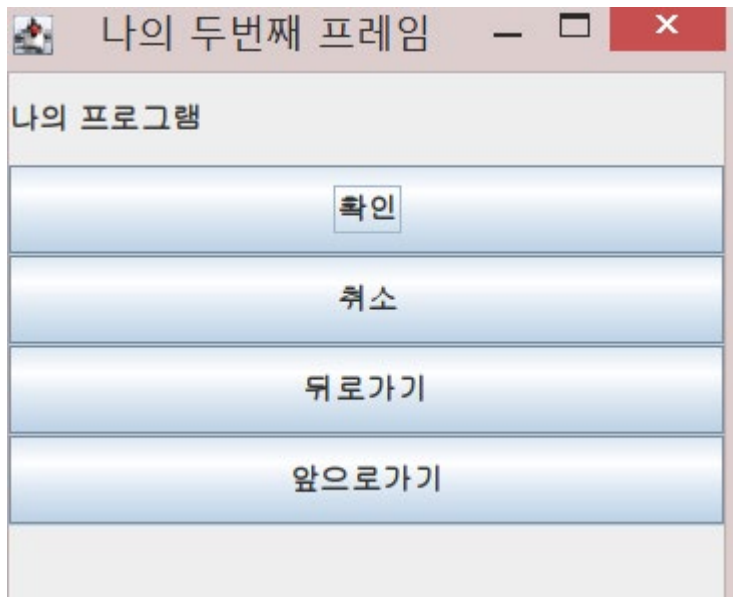 나의 두번째 프레임
나의 프로그램
확인
취소
뒤로가기
앞으로가기